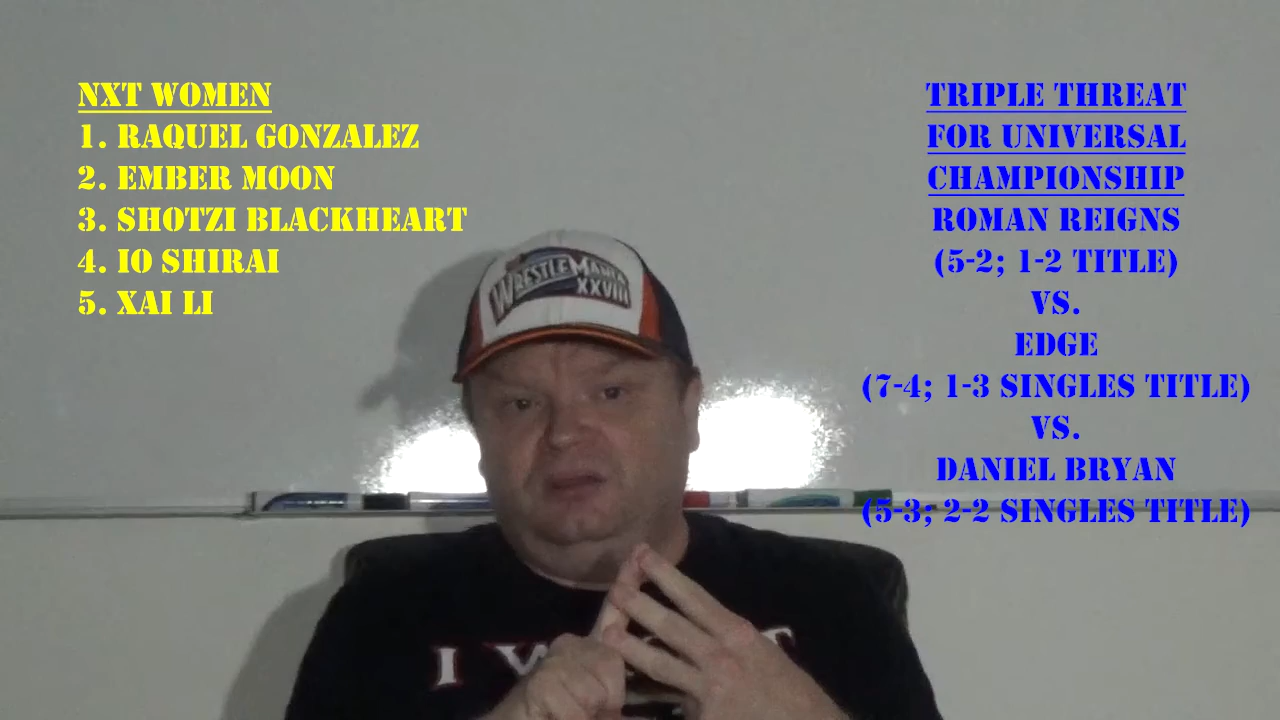 NXT WOMEN
1. RAQUEL GONZALEZ
2. EMBER MOON
3. SHOTZI BLACKHEART
4. IO SHIRAI
5. XAI LI
TRIPLE THREAT
FOR UNIVERSAL
CHAMPIONSHIP
ROMAN REIGNS
(5-2; 1-2 TITLE)
VS.
EDGE
(7-4; 1-3 SINGLES TITLE)
VS.
DANIEL BRYAN
(5-3; 2-2 SINGLES TITLE)
WRESTLEMANIA
XXVIII
I